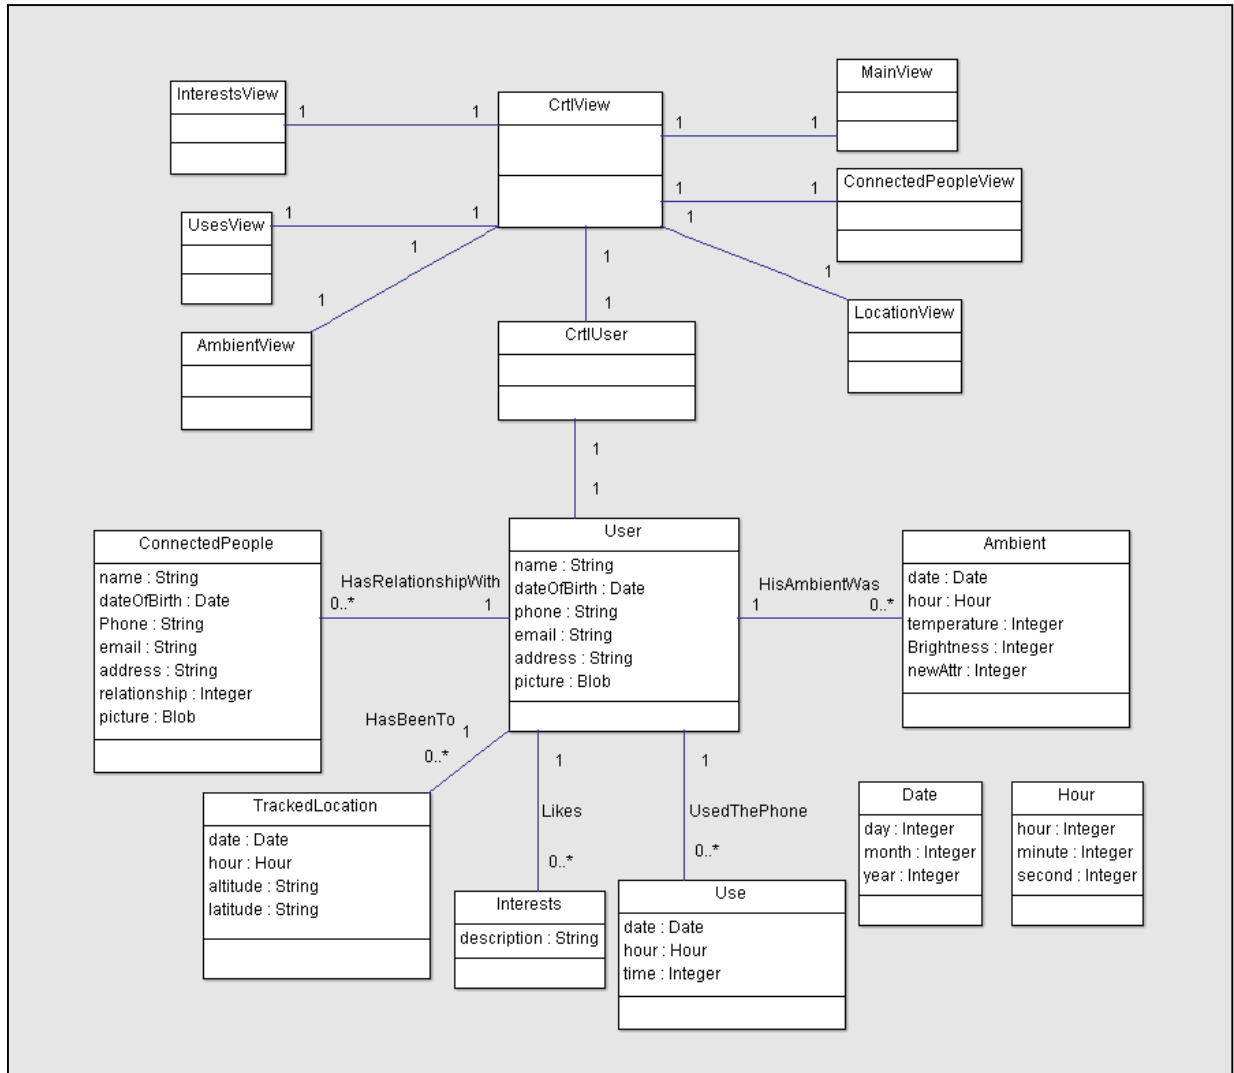 InterestsView
1
1
CrtlView
1
1
MainView
UsesView
1
1
1
1
ConnectedPeopleView
1
1
AmbientView
1
1
LocationView
1
1
CrtlUser
1
1
ConnectedPeople
name : String
dateOfBirth : Date
Phone : String
email : String
address : String
relationship : Integer
picture : Blob
HasRelationshipWith
0..*
1
User
name : String
dateOfBirth : Date
phone : String
email : String
address : String
picture : Blob
HisAmbientWas
1
0..*
Ambient
date : Date
hour : Hour
temperature : Integer
Brightness : Integer
newAttr : Integer
HasBeenTo
1
0..*
TrackedLocation
date : Date
hour : Hour
altitude : String
latitude : String
1
Likes
0..*
Interests
description : String
1
UsedThePhone
0..*
Use
date : Date
hour : Hour
time : Integer
Date
day : Integer
month : Integer
year : Integer
Hour
hour : Integer
minute : Integer
second : Integer